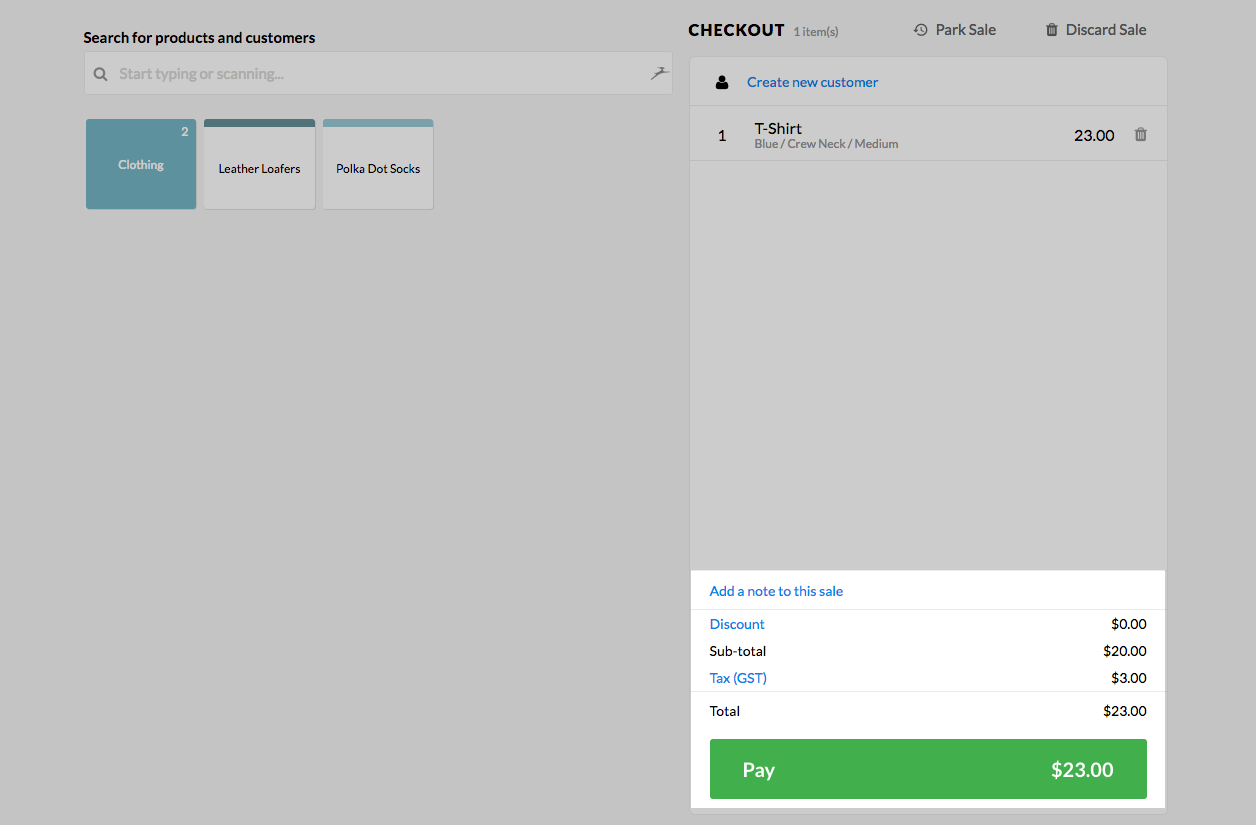 Search for products and customers
Start typing or scanning...
2
Clothing
Leather Loafers
Polka Dot Socks
CHECKOUT 1 item(s)
Park Sale
Discard Sale
Create new customer
1 T-Shirt 23.00
Blue / Crew Neck / Medium
Add a note to this sale
Discount $0.00
Sub-total $20.00
Tax (GST) $3.00
Total $23.00
Pay $23.00